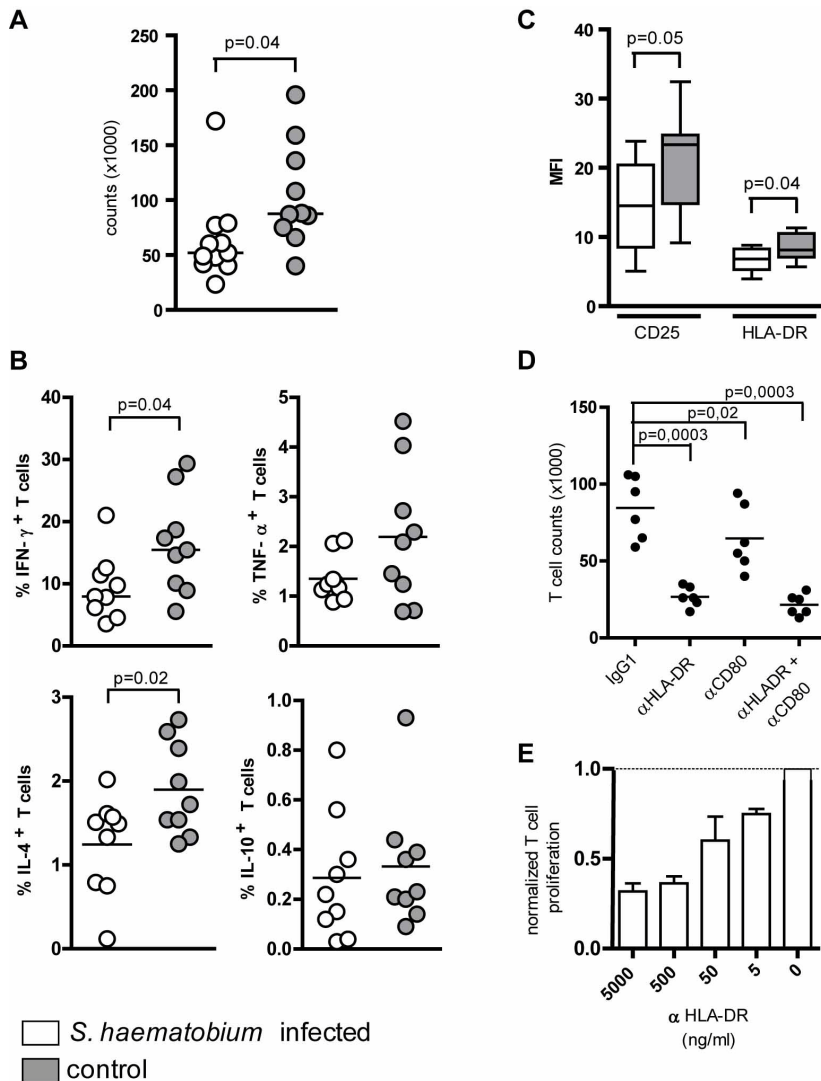 A
counts (x1000)
250
200
150
100
50
0
p=0.04
B
% IFN- γ + T cells
40
30
20
10
0
p=0.04
% TNF- α + T cells
5
4
3
2
1
0
% IL-4 + T cells
3
2
1
0
p=0.02
% IL-10 + T cells
1.0
0.8
0.6
0.4
0.2
0.0
S. haematobium infected
control
C
MFI
40
30
20
10
0
p=0.05
p=0.04
CD25
HLA-DR
D
T cell counts (x1000)
150
100
50
0
p=0,0003
p=0,02
p=0,0003
IgG1
αHLA-DR
αCD80
αHLADR +
αCD80
E
normalized T cell
proliferation
1.0
0.5
0.0
5000
500
50
5
0
α HLA-DR
(ng/ml)